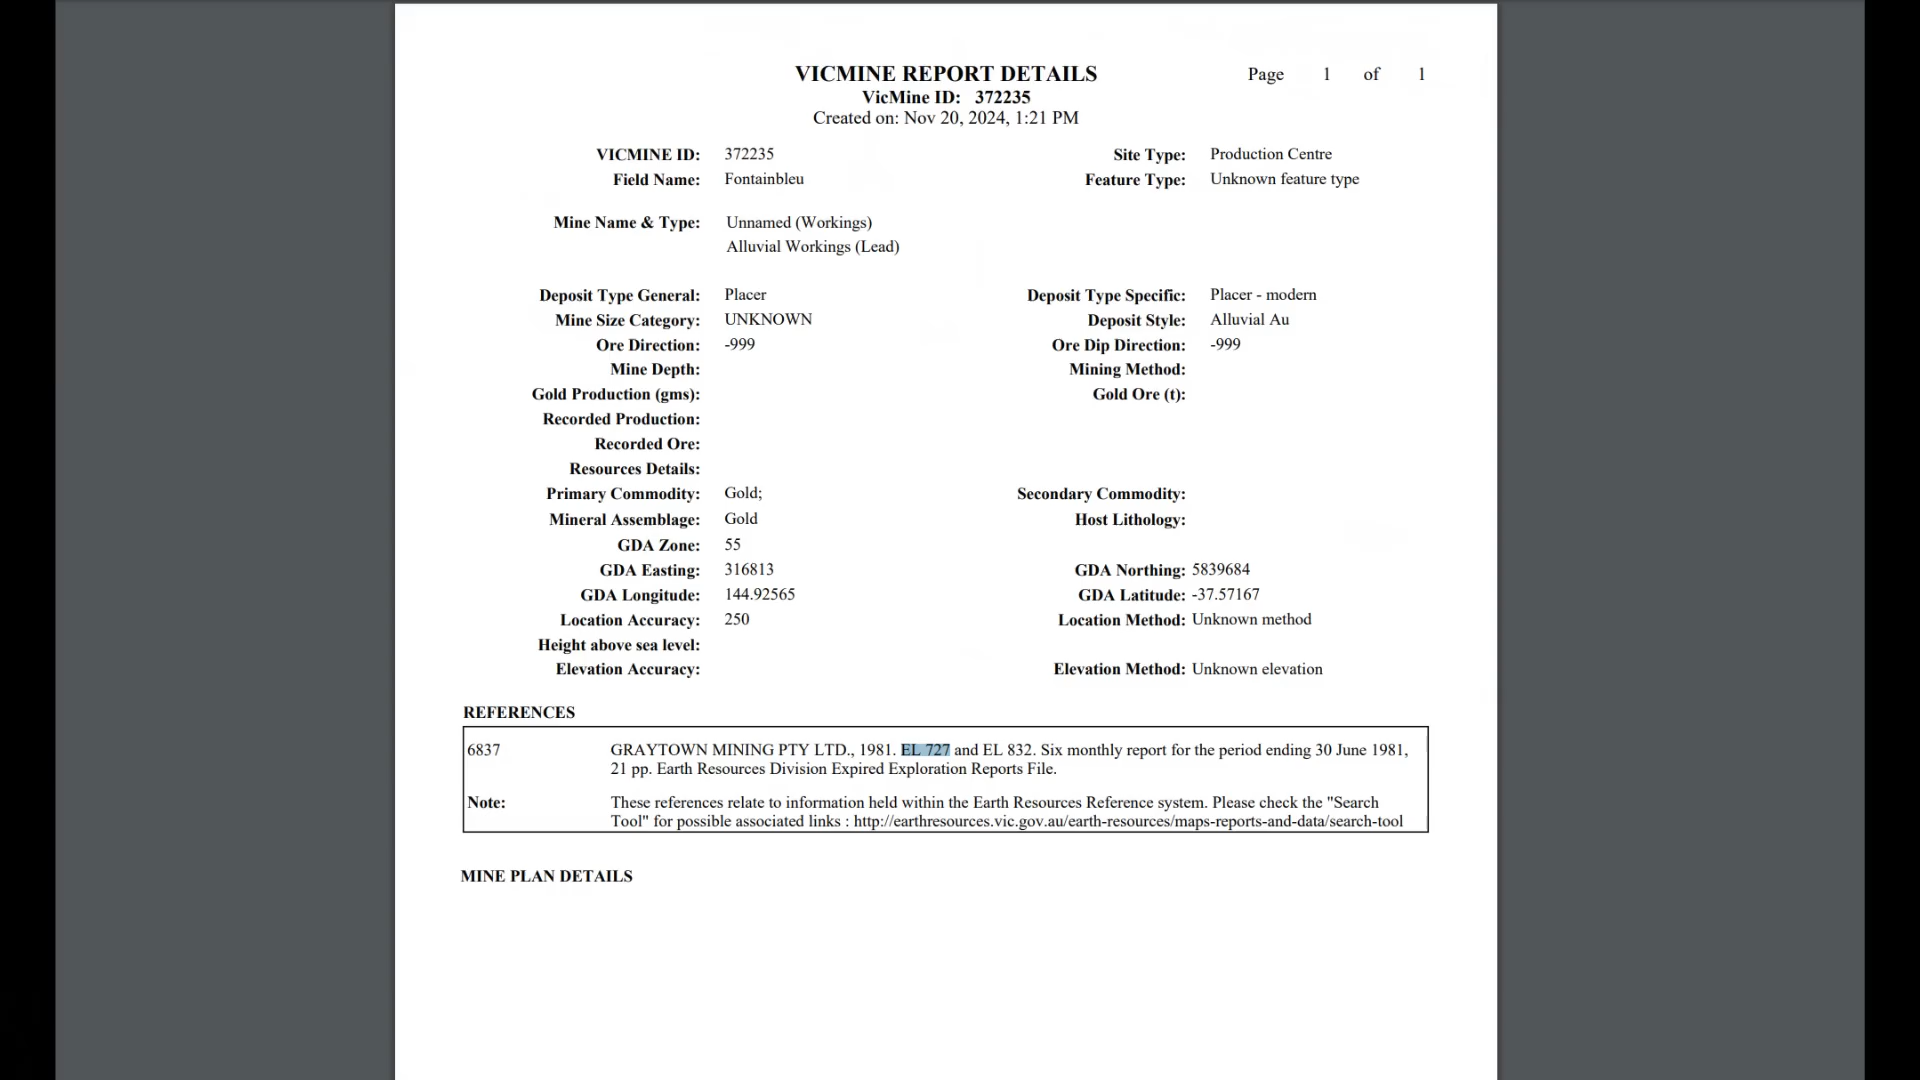 VICMINE REPORT DETAILS Page 1 of 1
VicMine ID: 372235
Created on: Nov 20, 2024, 1:21 PM
VICMINE ID: 372235 Site Type: Production Centre
Field Name: Fontainbleu Feature Type: Unknown feature type
Mine Name & Type: Unnamed (Workings)
Alluvial Workings (Lead)
Deposit Type General: Placer Deposit Type Specific: Placer - modern
Mine Size Category: UNKNOWN Deposit Style: Alluvial Au
Ore Direction: -999 Ore Dip Direction: -999
Mine Depth: Mining Method:
Gold Production (gms): Gold Ore (t):
Recorded Production:
Recorded Ore:
Resources Details:
Primary Commodity: Gold; Secondary Commodity:
Mineral Assemblage: Gold Host Lithology:
GDA Zone: 55
GDA Easting: 316813 GDA Northing: 5839684
GDA Longitude: 144.92565 GDA Latitude: -37.57167
Location Accuracy: 250 Location Method: Unknown method
Height above sea level:
Elevation Accuracy: Elevation Method: Unknown elevation
REFERENCES
6837 GRAYTOWN MINING PTY LTD., 1981. EL 727 and EL 832. Six monthly report for the period ending 30 June 1981,
21 pp. Earth Resources Division Expired Exploration Reports File.
Note: These references relate to information held within the Earth Resources Reference system. Please check the "Search
Tool" for possible associated links : http://earthresources.vic.gov.au/earth-resources/maps-reports-and-data/search-tool
MINE PLAN DETAILS